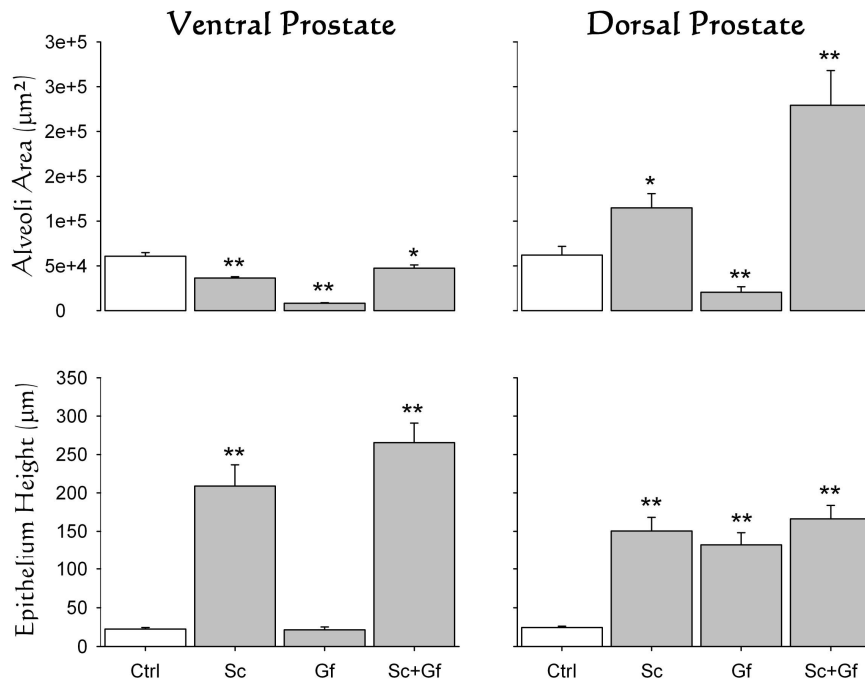 Ventral Prostate
Dorsal Prostate
Alveoli Area (µm²)
3e+5
3e+5
2e+5
2e+5
1e+5
5e+4
0
**
**
*
*
**
**
Epithelium Height (µm)
350
300
250
200
150
100
50
0
**
**
**
**
**
Ctrl
Sc
Gf
Sc+Gf
Ctrl
Sc
Gf
Sc+Gf